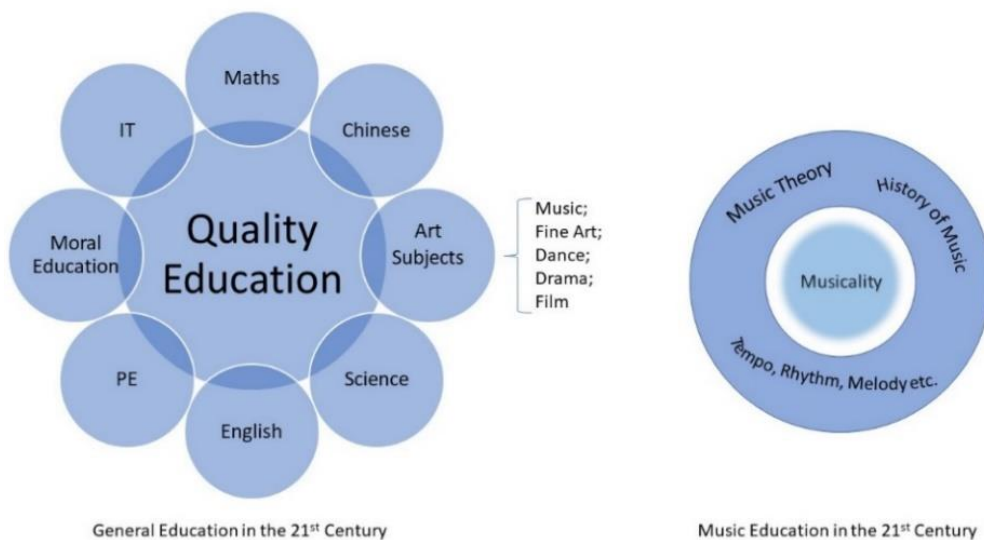 Maths
IT
Chinese
Quality
Education
Moral
Education
Art
Subjects
Music;
Fine Art;
Dance;
Drama;
Film
PE
Science
English
General Education in the 21st Century
Music Theory
History of Music
Musicality
Tempo, Rhythm, Melody etc.
Music Education in the 21st Century